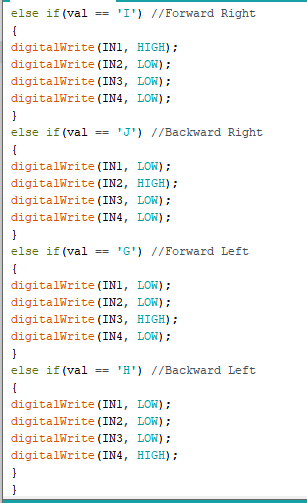 else if(val == 'I') //Forward Right
{
digitalWrite(IN1, HIGH);
digitalWrite(IN2, LOW);
digitalWrite(IN3, LOW);
digitalWrite(IN4, LOW);
}
else if(val == 'J') //Backward Right
{
digitalWrite(IN1, LOW);
digitalWrite(IN2, HIGH);
digitalWrite(IN3, LOW);
digitalWrite(IN4, LOW);
}
else if(val == 'G') //Forward Left
{
digitalWrite(IN1, LOW);
digitalWrite(IN2, LOW);
digitalWrite(IN3, HIGH);
digitalWrite(IN4, LOW);
}
else if(val == 'H') //Backward Left
{
digitalWrite(IN1, LOW);
digitalWrite(IN2, LOW);
digitalWrite(IN3, LOW);
digitalWrite(IN4, HIGH);
}
}